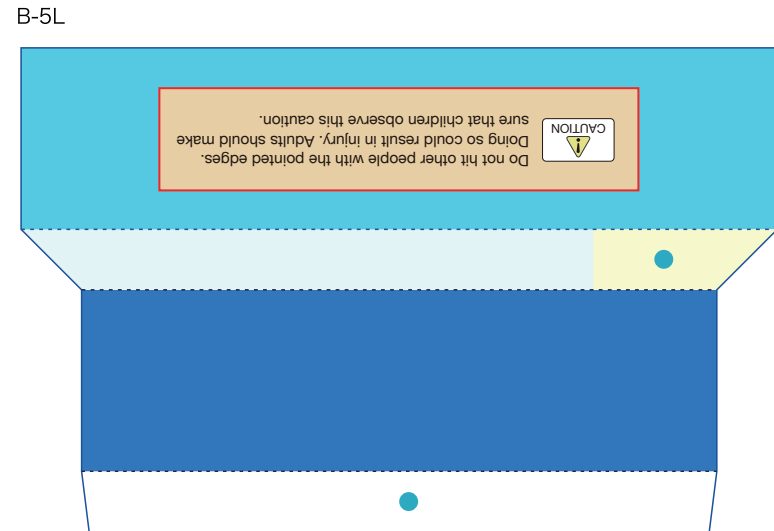 B-5L
CAUTION
Do not hit other people with the pointed edges.
Doing so could result in injury. Adults should make
sure that children observe this caution.